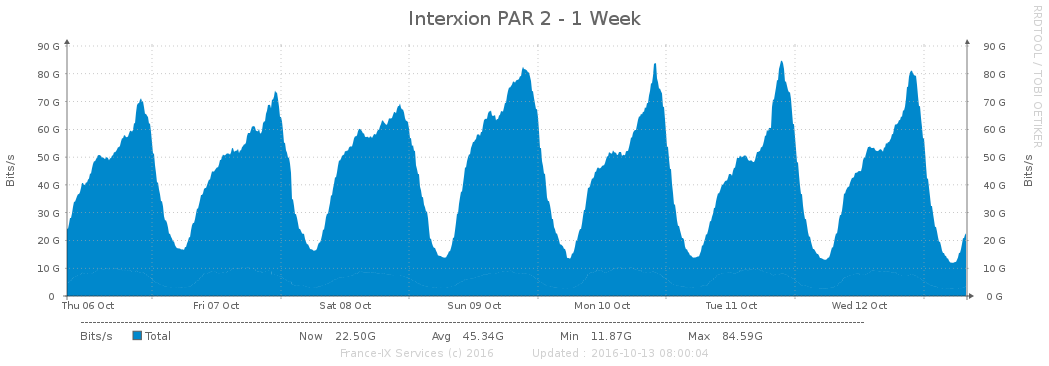 Interxion PAR 2 - 1 Week
RRDTOOL / TOBI OETIKER
Bits/s
90 G
80 G
70 G
60 G
50 G
40 G
30 G
20 G
10 G
0
90 G
80 G
70 G
60 G
50 G
40 G
30 G
20 G
10 G
0 G
Bits/s
Thu 06 Oct Fri 07 Oct Sat 08 Oct Sun 09 Oct Mon 10 Oct Tue 11 Oct Wed 12 Oct
Bits/s Total Now 22.50G Avg 45.34G Min 11.87G Max 84.59G
France-IX Services (c) 2016 Updated : 2016-10-13 08:00:04